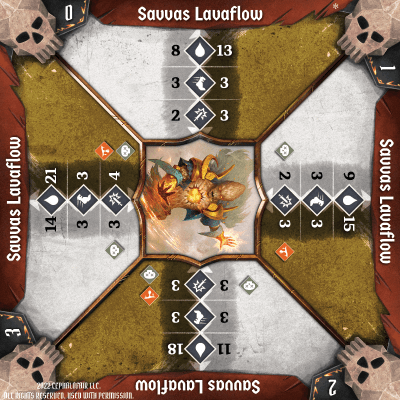 0
Savvas Lavaflow
8 13
3 3
2 3
1
Savvas Lavaflow
9 15
3 3
2 3
2
Savvas Lavaflow
11 18
3 3
3 3
3
Savvas Lavaflow
14 21
3 3
3 4
2022 CEPHALOFAIR LLC.
ALL RIGHTS RESERVED. USED WITH PERMISSION.